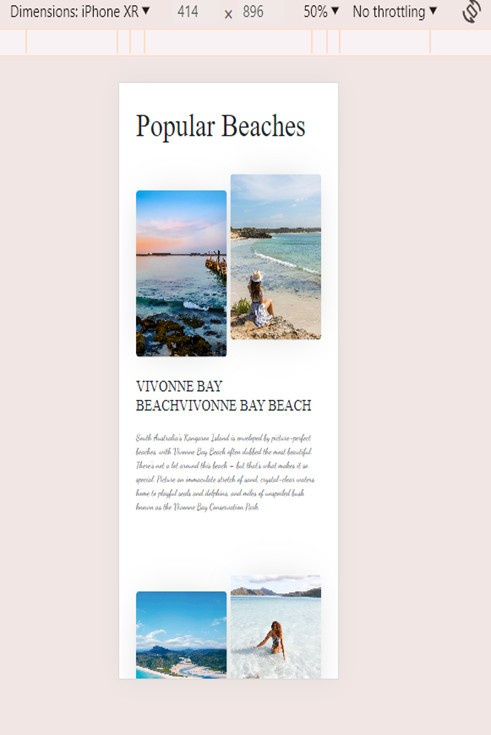 Dimensions: iPhone XR ▼ 414 x 896 50% ▼ No throttling ▼
Popular Beaches
VIVONNE BAY
BEACHVIVONNE BAY BEACH
South Australia's Kangaroo Island is enveloped by picture-perfect
beaches, with Vivonne Bay Beach often dubbed the most beautiful.
There's not a lot around this beach – but that's what makes it so
special. Picture an immaculate stretch of sand, crystal-clear waters
home to playful seals and dolphins, and miles of unspoiled bush
known as the Vivonne Bay Conservation Park.